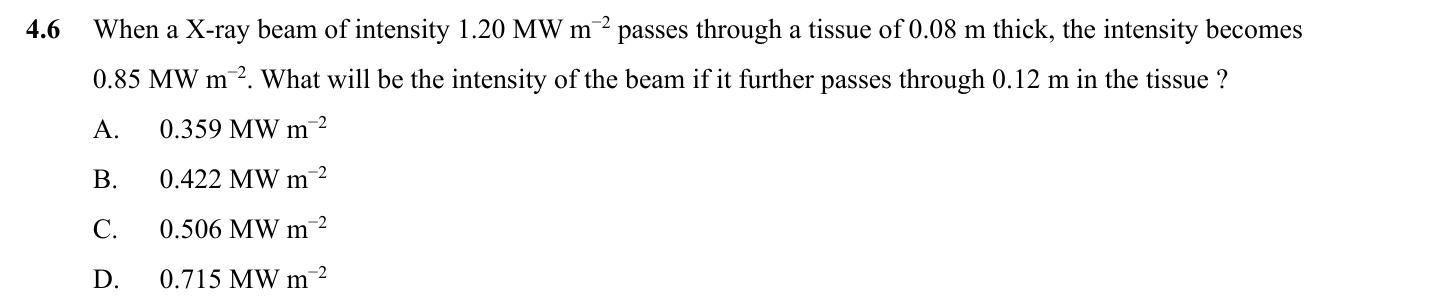 4.6 When a X-ray beam of intensity 1.20 MW m⁻² passes through a tissue of 0.08 m thick, the intensity becomes
0.85 MW m⁻². What will be the intensity of the beam if it further passes through 0.12 m in the tissue ?
A. 0.359 MW m⁻²
B. 0.422 MW m⁻²
C. 0.506 MW m⁻²
D. 0.715 MW m⁻²